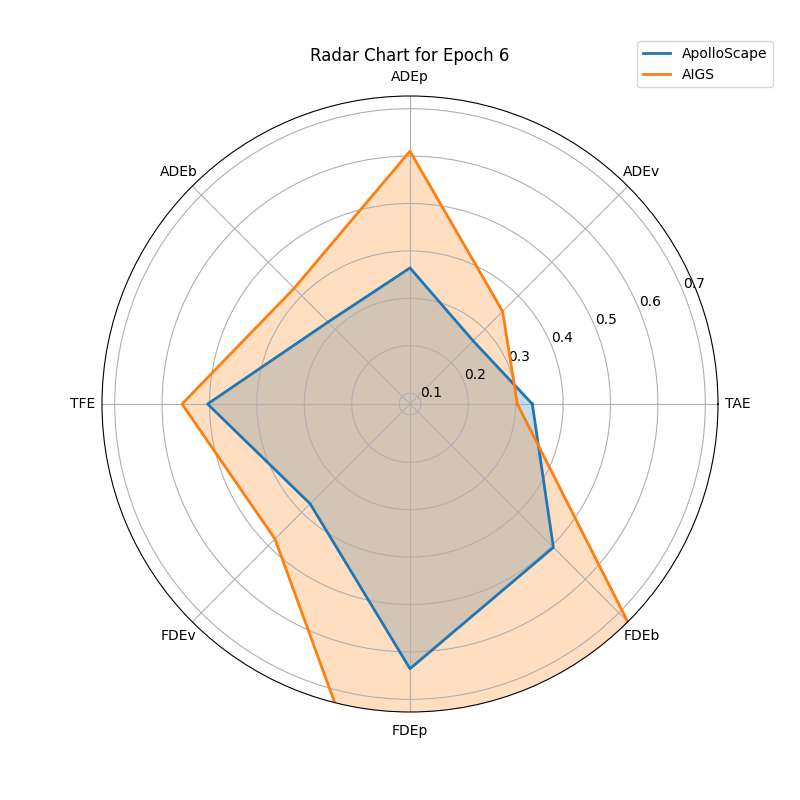 Radar Chart for Epoch 6
ApolloScape
AIGS
ADEp
ADEb
ADEv
0.7
0.6
0.5
0.4
0.3
0.2
0.1
TFE
TAE
FDEv
FDEb
FDEp